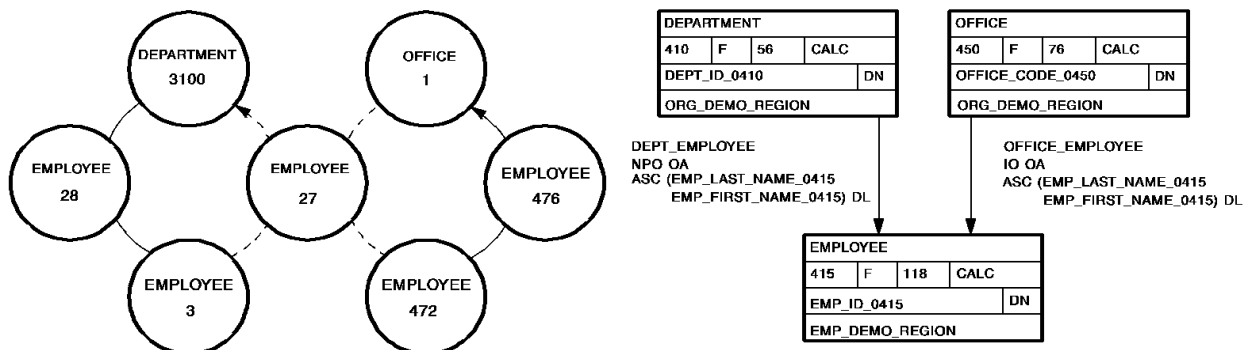 DEPARTMENT
3100
OFFICE
1
EMPLOYEE
28
EMPLOYEE
27
EMPLOYEE
476
EMPLOYEE
3
EMPLOYEE
472
DEPARTMENT
410 F 56 CALC
DEPT_ID_0410 DN
ORG_DEMO_REGION
OFFICE
450 F 76 CALC
OFFICE_CODE_0450 DN
ORG_DEMO_REGION
DEPT_EMPLOYEE
NPO OA
ASC (EMP_LAST_NAME_0415
EMP_FIRST_NAME_0415) DL
OFFICE_EMPLOYEE
IO OA
ASC (EMP_LAST_NAME_0415
EMP_FIRST_NAME_0415) DL
EMPLOYEE
415 F 118 CALC
EMP_ID_0415 DN
EMP_DEMO_REGION